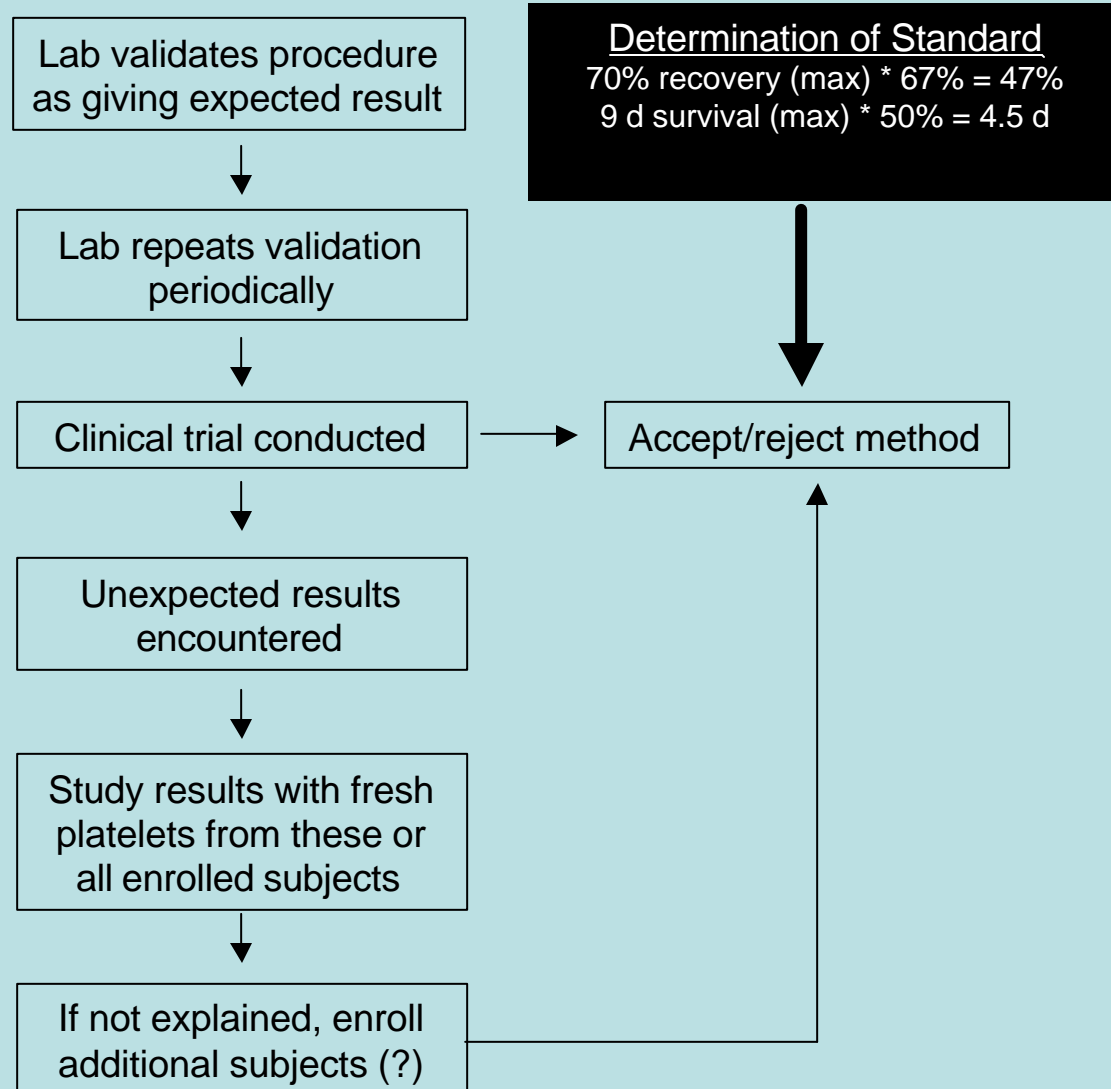 Lab validates procedure
as giving expected result
Determination of Standard
70% recovery (max) * 67% = 47%
9 d survival (max) * 50% = 4.5 d
Lab repeats validation
periodically
Clinical trial conducted
Accept/reject method
Unexpected results
encountered
Study results with fresh
platelets from these or
all enrolled subjects
If not explained, enroll
additional subjects (?)